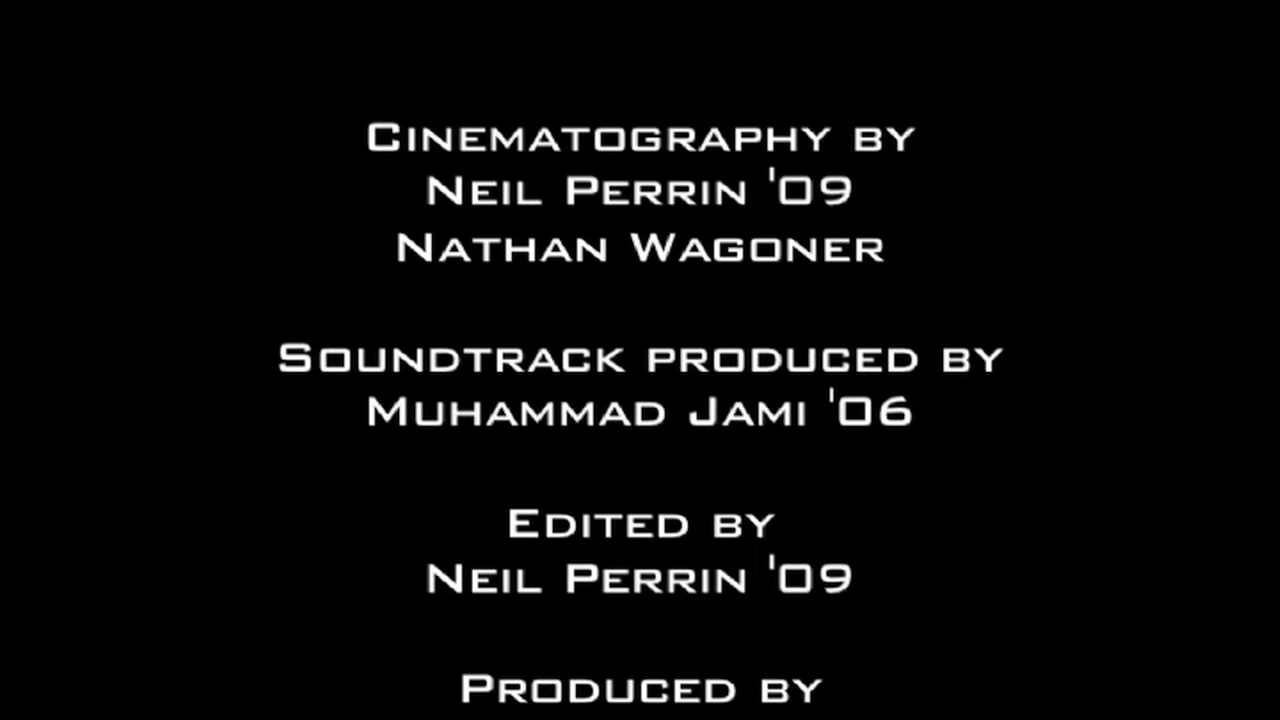 Cinematography by
Neil Perrin '09
Nathan Wagoner
Soundtrack produced by
Muhammad Jami '06
Edited by
Neil Perrin '09
Produced by